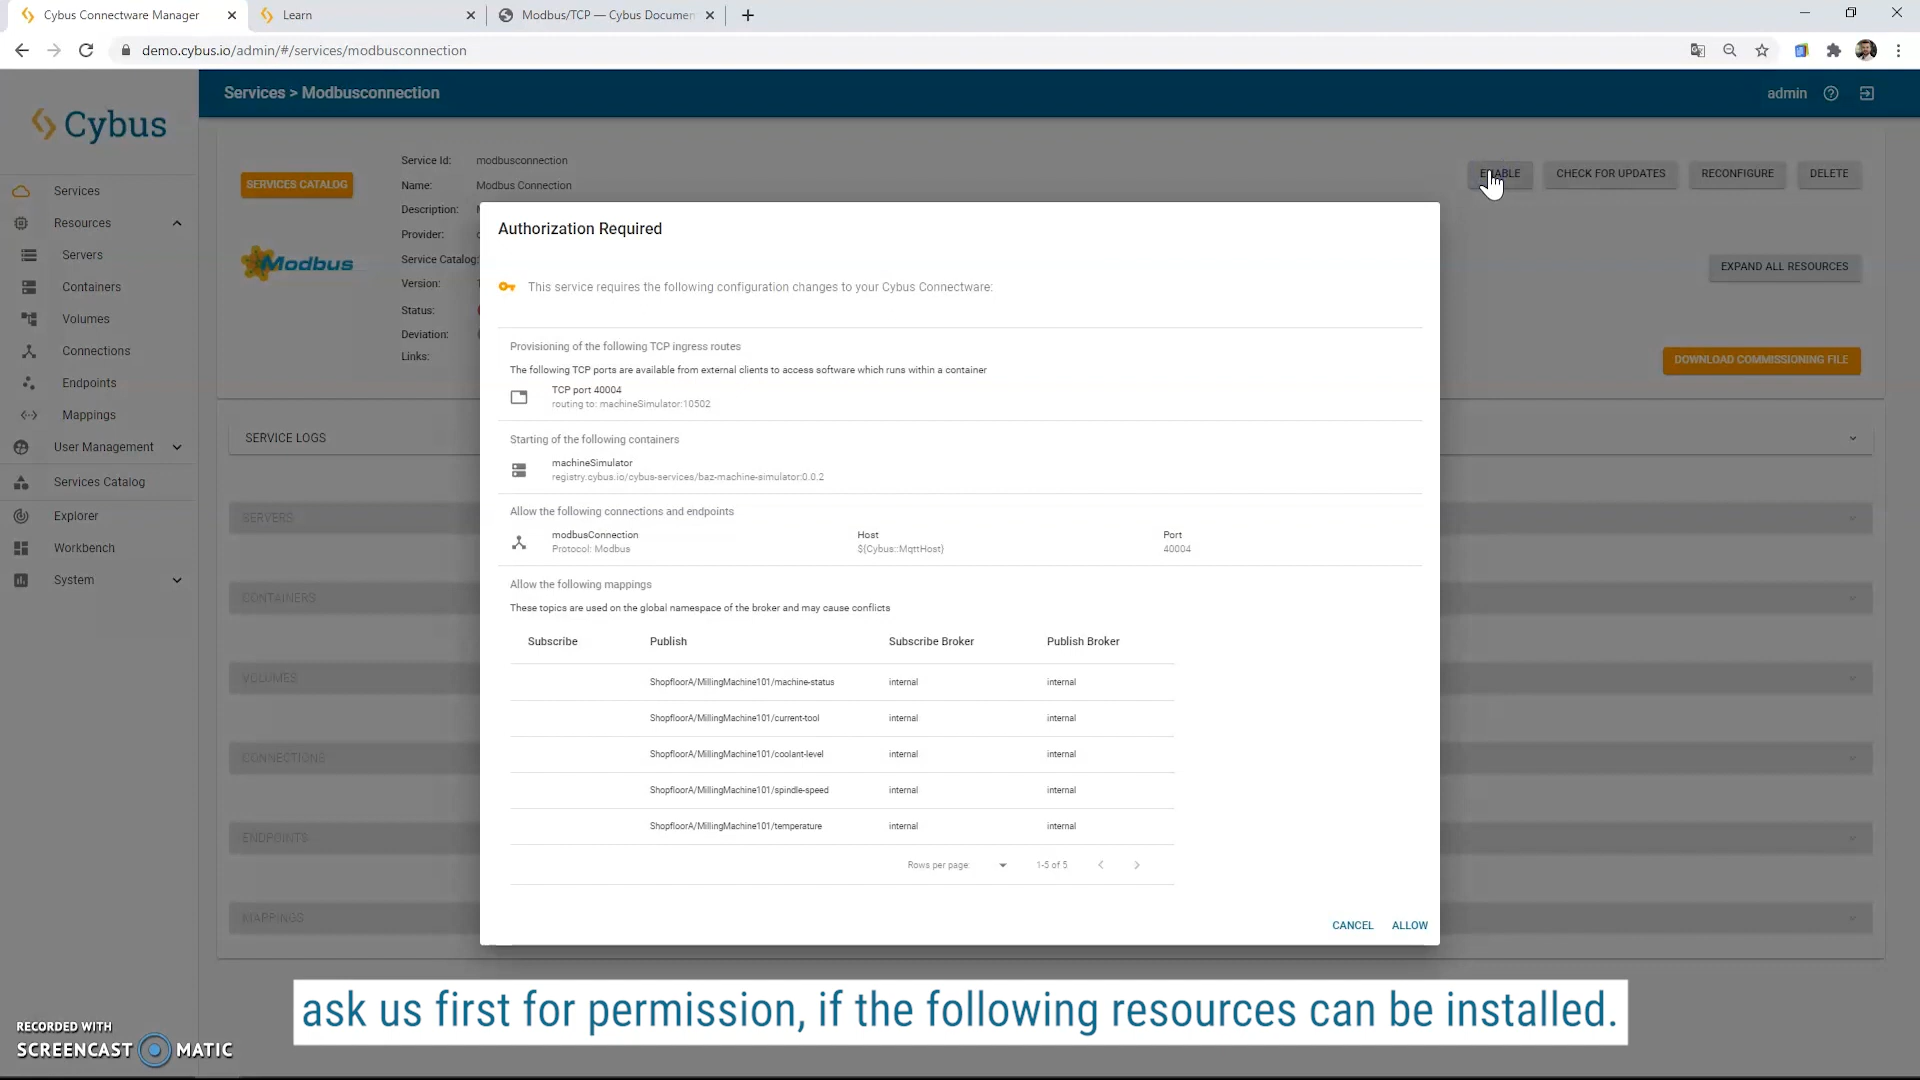 Cybus Connectware Manager
Learn
Modbus/TCP — Cybus Documen
demo.cybus.io/admin/#/services/modbusconnection
Cybus
Services > Modbusconnection
admin
Services
Resources
Servers
Containers
Volumes
Connections
Endpoints
Mappings
User Management
Services Catalog
Explorer
Workbench
System
SERVICES CATALOG
Modbus
Service Id: modbusconnection
Name: Modbus Connection
Description:
Provider:
Service Catalog:
Version:
Status:
Deviation:
Links:
CHECK FOR UPDATES
RECONFIGURE
DELETE
EXPAND ALL RESOURCES
DOWNLOAD COMMISSIONING FILE
SERVICE LOGS
SERVERS
CONTAINERS
VOLUMES
CONNECTIONS
ENDPOINTS
MAPPINGS
Authorization Required
This service requires the following configuration changes to your Cybus Connectware:
Provisioning of the following TCP ingress routes
The following TCP ports are available from external clients to access software which runs within a container
TCP port 40004
routing to: machineSimulator:10502
Starting of the following containers
machineSimulator
registry.cybus.io/cybus-services/baz-machine-simulator:0.0.2
Allow the following connections and endpoints
modbusConnection Host Port
Protocol: Modbus ${Cybus::MqttHost} 40004
Allow the following mappings
These topics are used on the global namespace of the broker and may cause conflicts
Subscribe Publish Subscribe Broker Publish Broker
ShopfloorA/MillingMachine101/machine-status internal internal
ShopfloorA/MillingMachine101/current-tool internal internal
ShopfloorA/MillingMachine101/coolant-level internal internal
ShopfloorA/MillingMachine101/spindle-speed internal internal
ShopfloorA/MillingMachine101/temperature internal internal
Rows per page: 1-5 of 5
CANCEL ALLOW
ask us first for permission, if the following resources can be installed.
RECORDED WITH
SCREENCAST MATIC